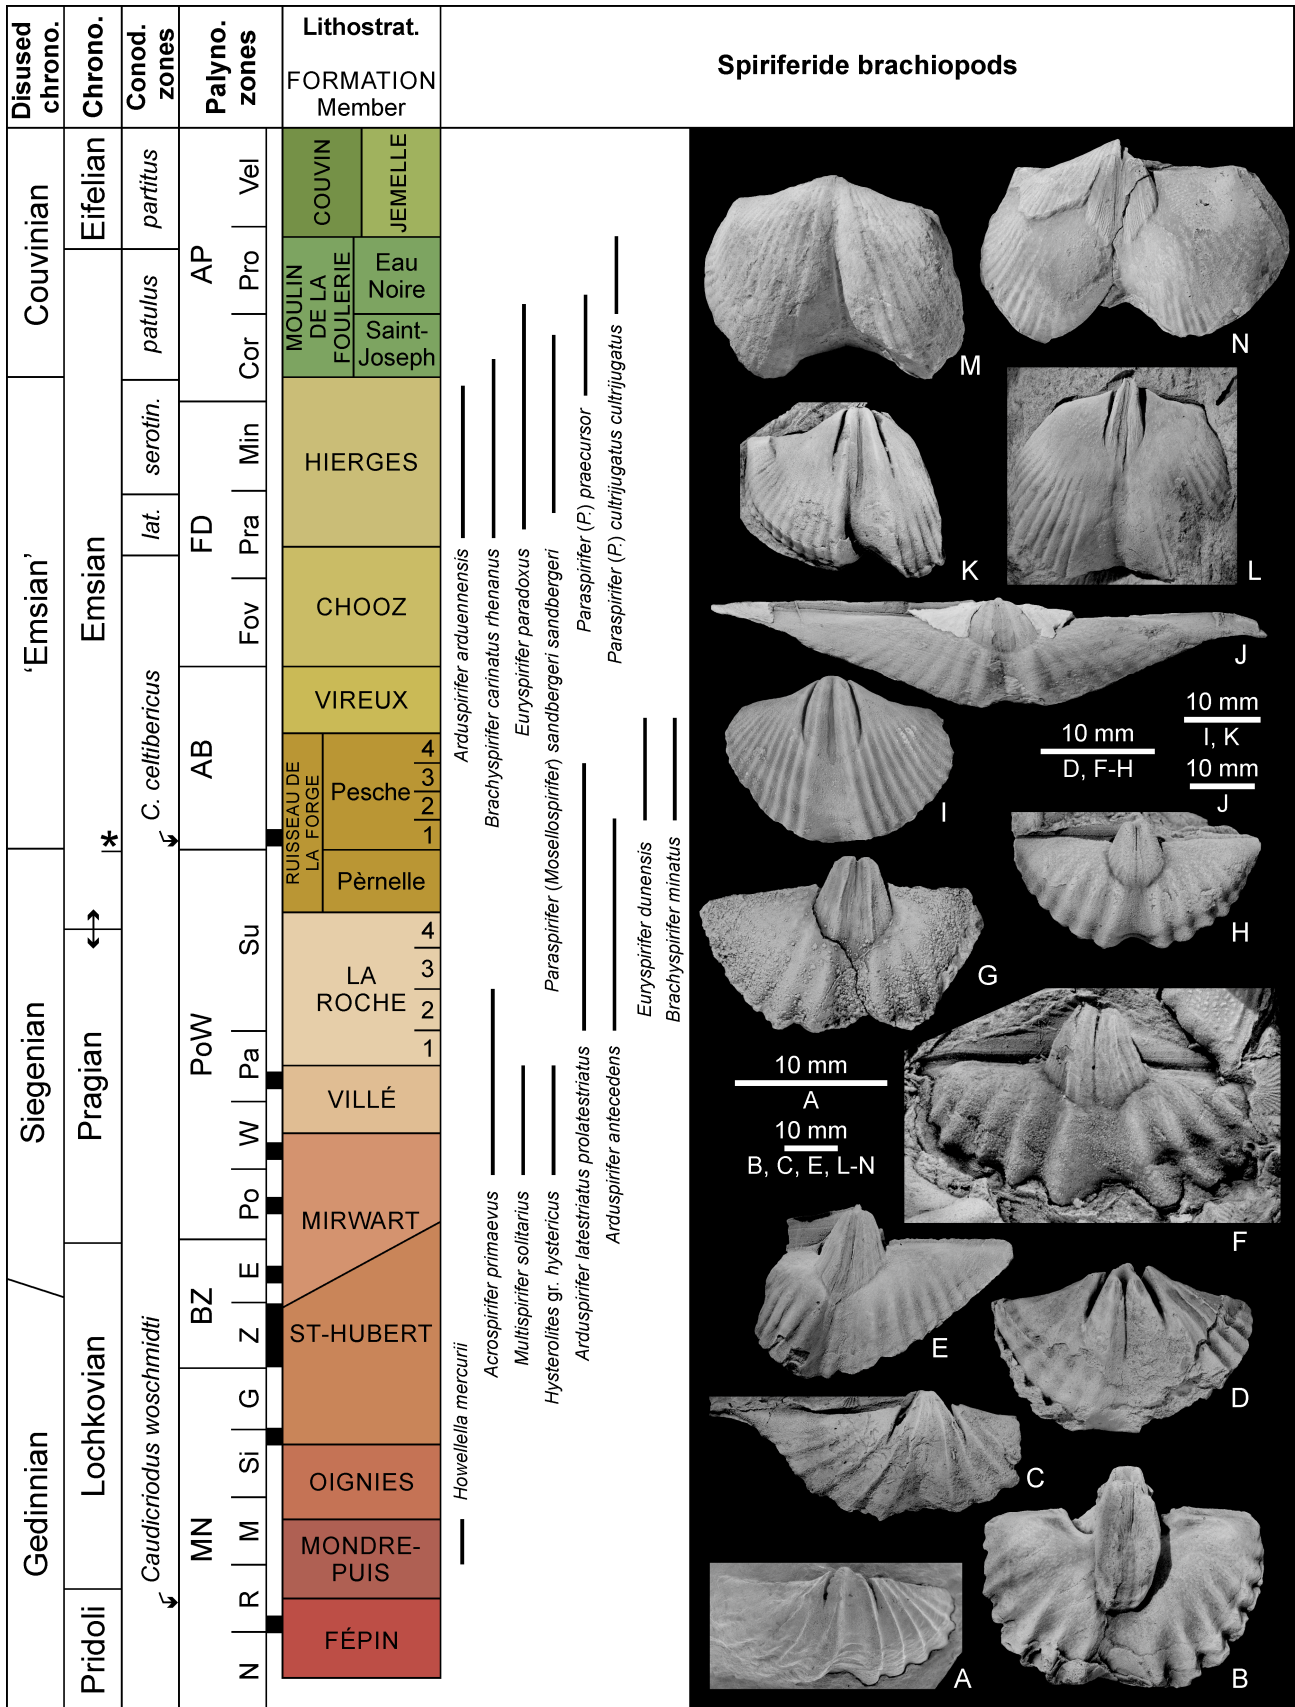 Disused
chrono.
Chrono.
Conod.
zones
Palyno.
zones
Lithostrat.
FORMATION
Member
Spiriferide brachiopods
Couvinian
'Emsian'
Siegenian
Gedinnian
Eifelian
Emsian
*
Pragian
Lochkovian
Pridoli
partitus
patulus
serotin.
lat.
C. celtibericus
Caudicriodus woschmidti
AP
FD
AB
PoW
BZ
MN
Vel
Pro
Cor
Min
Pra
Fov
Su
Pa
W
Po
E
Z
G
Si
M
R
N
COUVIN
JEMELLE
MOULIN
DE LA
FOULERIE
Eau
Noire
Saint-
Joseph
HIERGES
CHOOZ
VIREUX
RUISSEAU DE
LA FORGE
Pesche
4
3
2
1
Pèrnelle
LA
ROCHE
4
3
2
1
VILLÉ
MIRWART
ST-HUBERT
OIGNIES
MONDRE-
PUIS
FÉPIN
Arduspirifer arduennensis
Brachyspirifer carinatus rhenanus
Euryspirifer paradoxus
Paraspirifer (Mosellospirifer) sandbergeri sandbergeri
Paraspirifer (P.) praecursor
Paraspirifer (P.) cultrijugatus cultrijugatus
Howellella mercurii
Acrospirifer primaevus
Multispirifer solitarius
Hysterolites gr. hystericus
Arduspirifer latestriatus prolatestriatus
Arduspirifer antecedens
Euryspirifer dunensis
Brachyspirifer minatus
M
N
K
L
J
10 mm
I, K
10 mm
D, F-H
10 mm
J
I
H
G
10 mm
A
10 mm
B, C, E, L-N
F
E
D
C
B
A